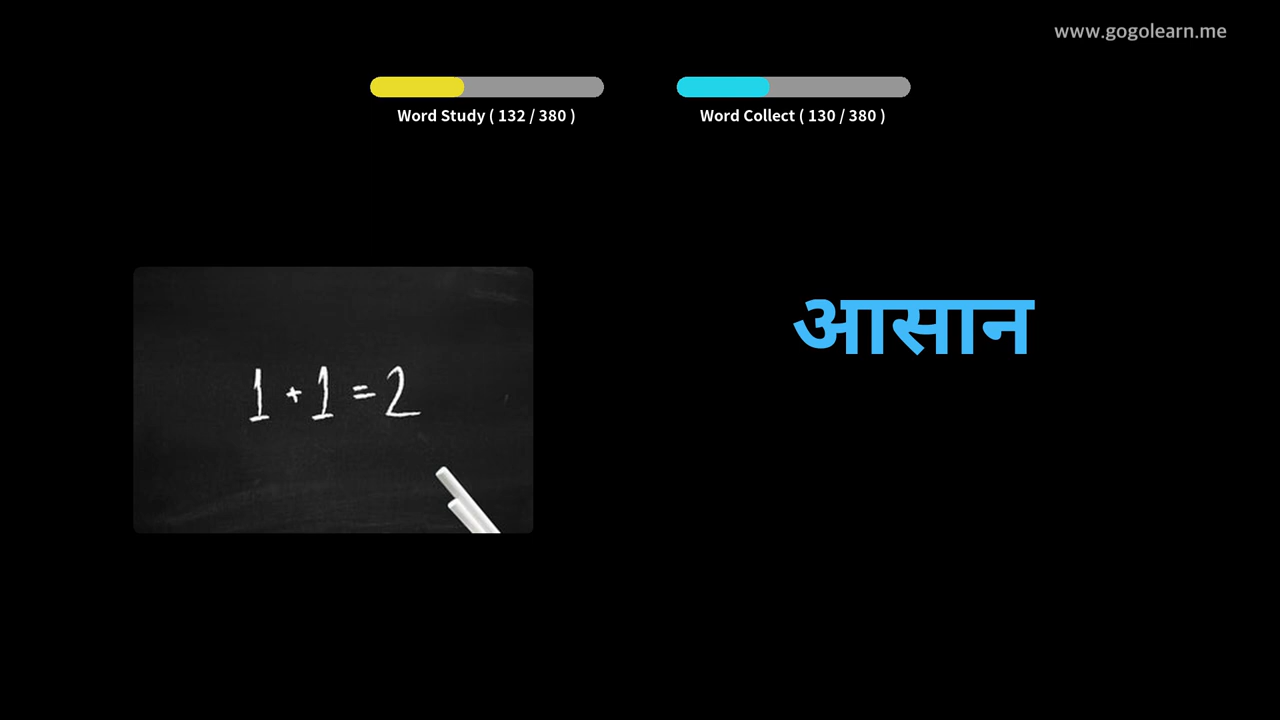 www.gogolearn.me
Word Study ( 132 / 380 )
Word Collect ( 130 / 380 )
1 + 1 = 2
आसान